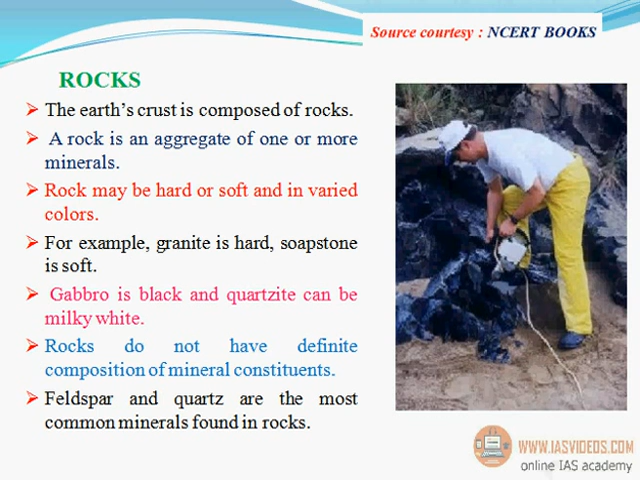 Source courtesy : NCERT BOOKS
ROCKS
The earth's crust is composed of rocks.
A rock is an aggregate of one or more
minerals.
Rock may be hard or soft and in varied
colors.
For example, granite is hard, soapstone
is soft.
Gabbro is black and quartzite can be
milky white.
Rocks do not have definite
composition of mineral constituents.
Feldspar and quartz are the most
common minerals found in rocks.
WWW.IASVIDEOS.COM
online IAS academy